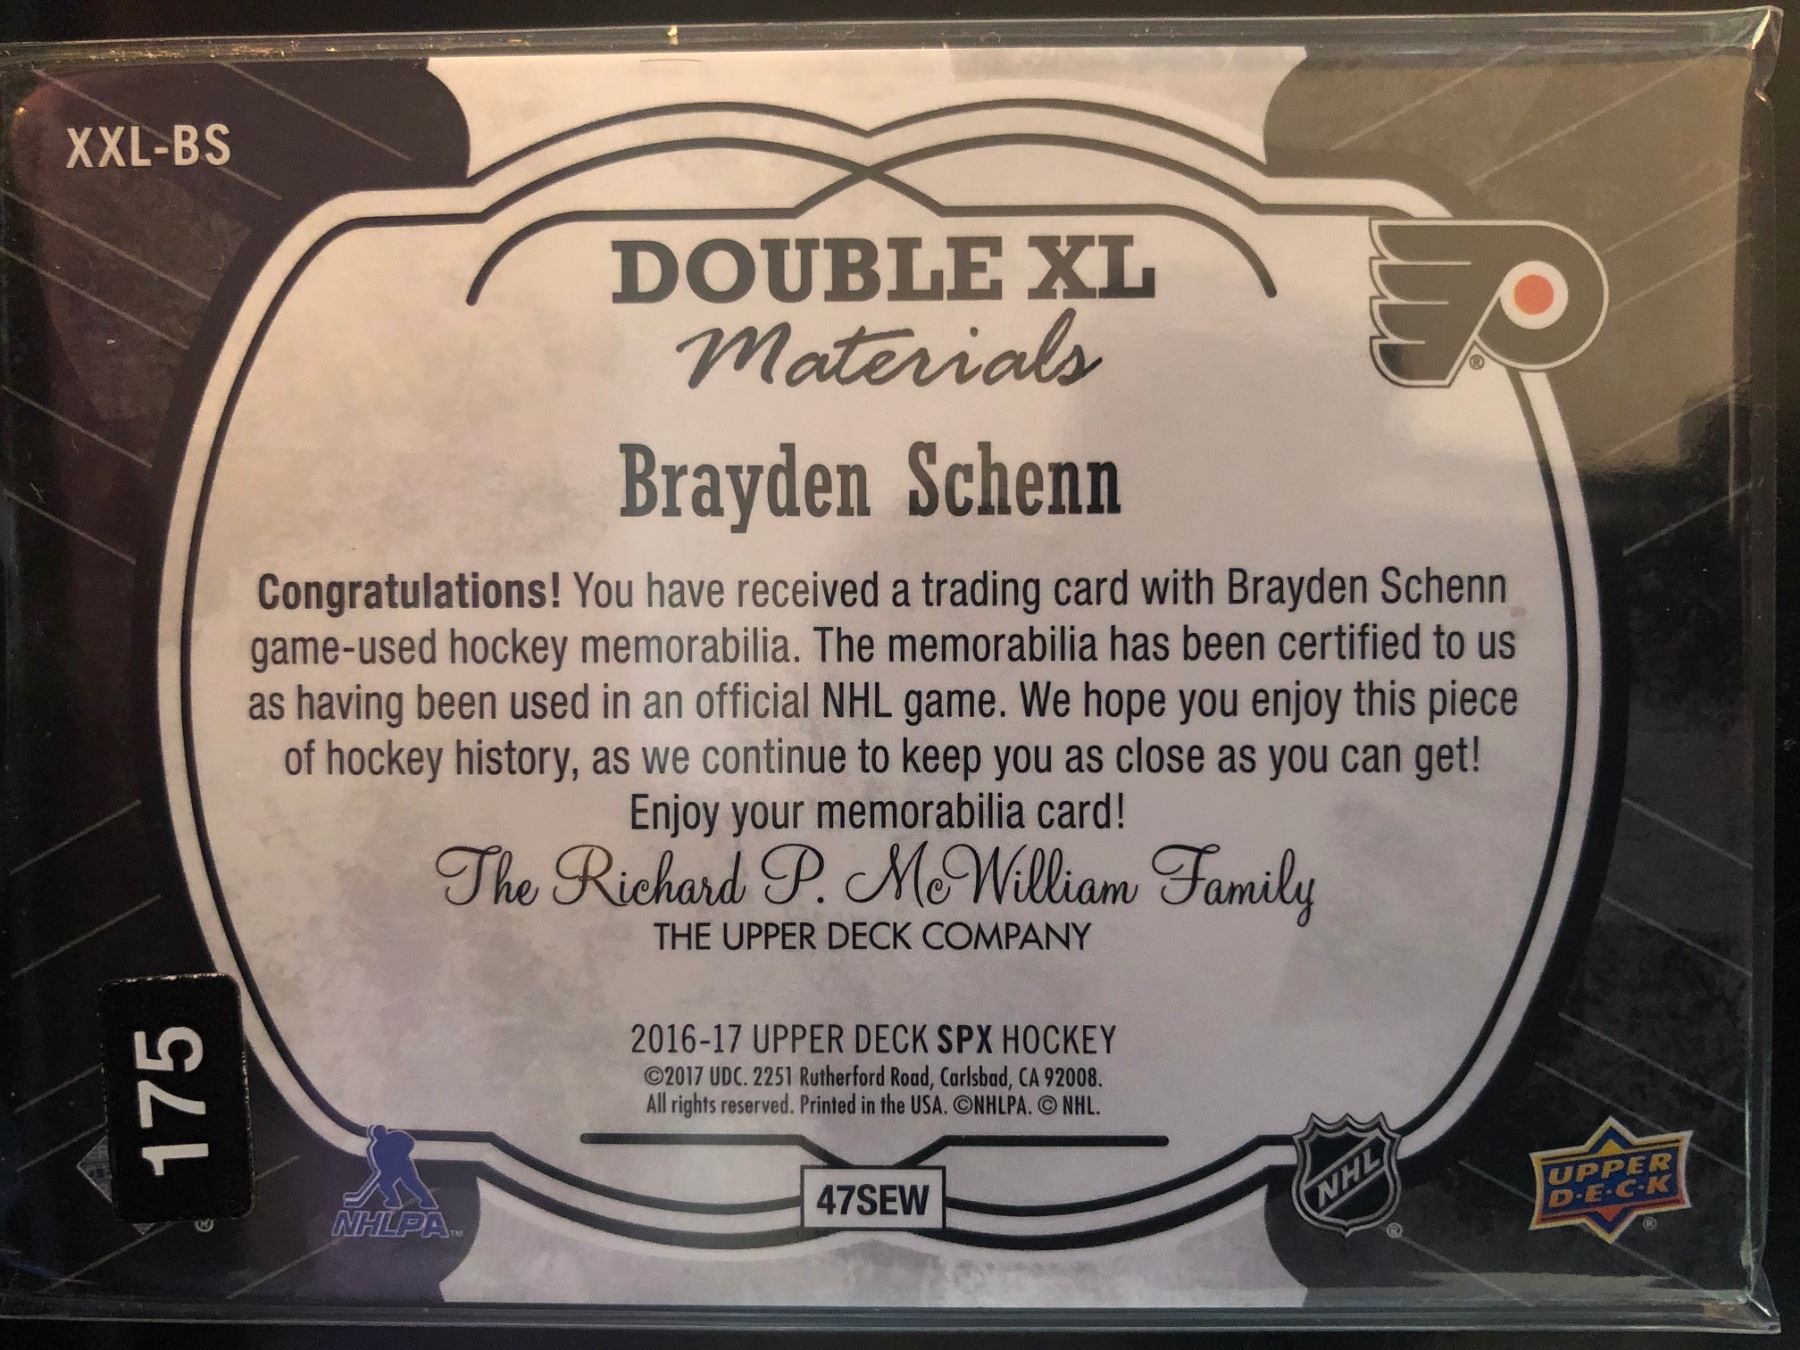 XXL-BS
DOUBLE XL
Materials
Brayden Schenn
Congratulations! You have received a trading card with Brayden Schenn
game-used hockey memorabilia. The memorabilia has been certified to us
as having been used in an official NHL game. We hope you enjoy this piece
of hockey history, as we continue to keep you as close as you can get!
Enjoy your memorabilia card!
The Richard P. McWilliam Family
THE UPPER DECK COMPANY
2016-17 UPPER DECK SPX HOCKEY
©2017 UDC. 2251 Rutherford Road, Carlsbad, CA 92008.
All rights reserved. Printed in the USA. ©NHLPA. © NHL.
175
®
NHLPA™
47SEW
NHL
®
UPPER
D·E·C·K
®
®